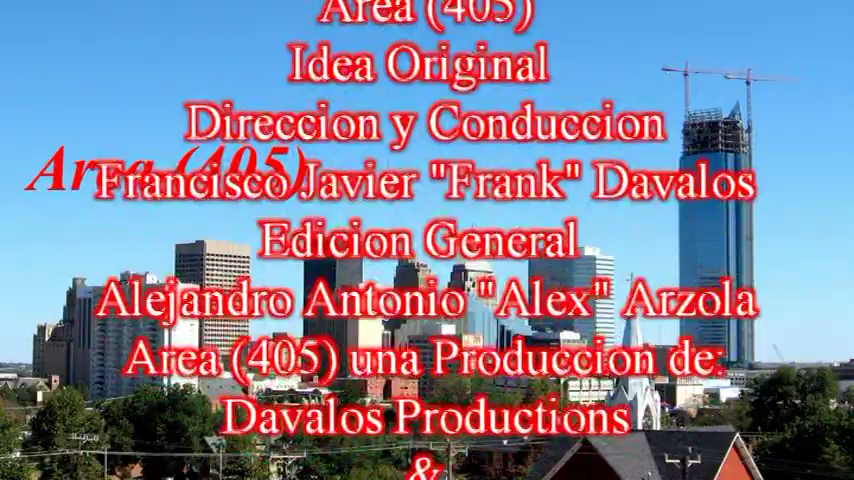 Area (405)
Idea Original
Direccion y Conduccion
Area (405)
Francisco Javier "Frank" Davalos
Edicion General
Alejandro Antonio "Alex" Arzola
Area (405) una Produccion de:
Davalos Productions
&